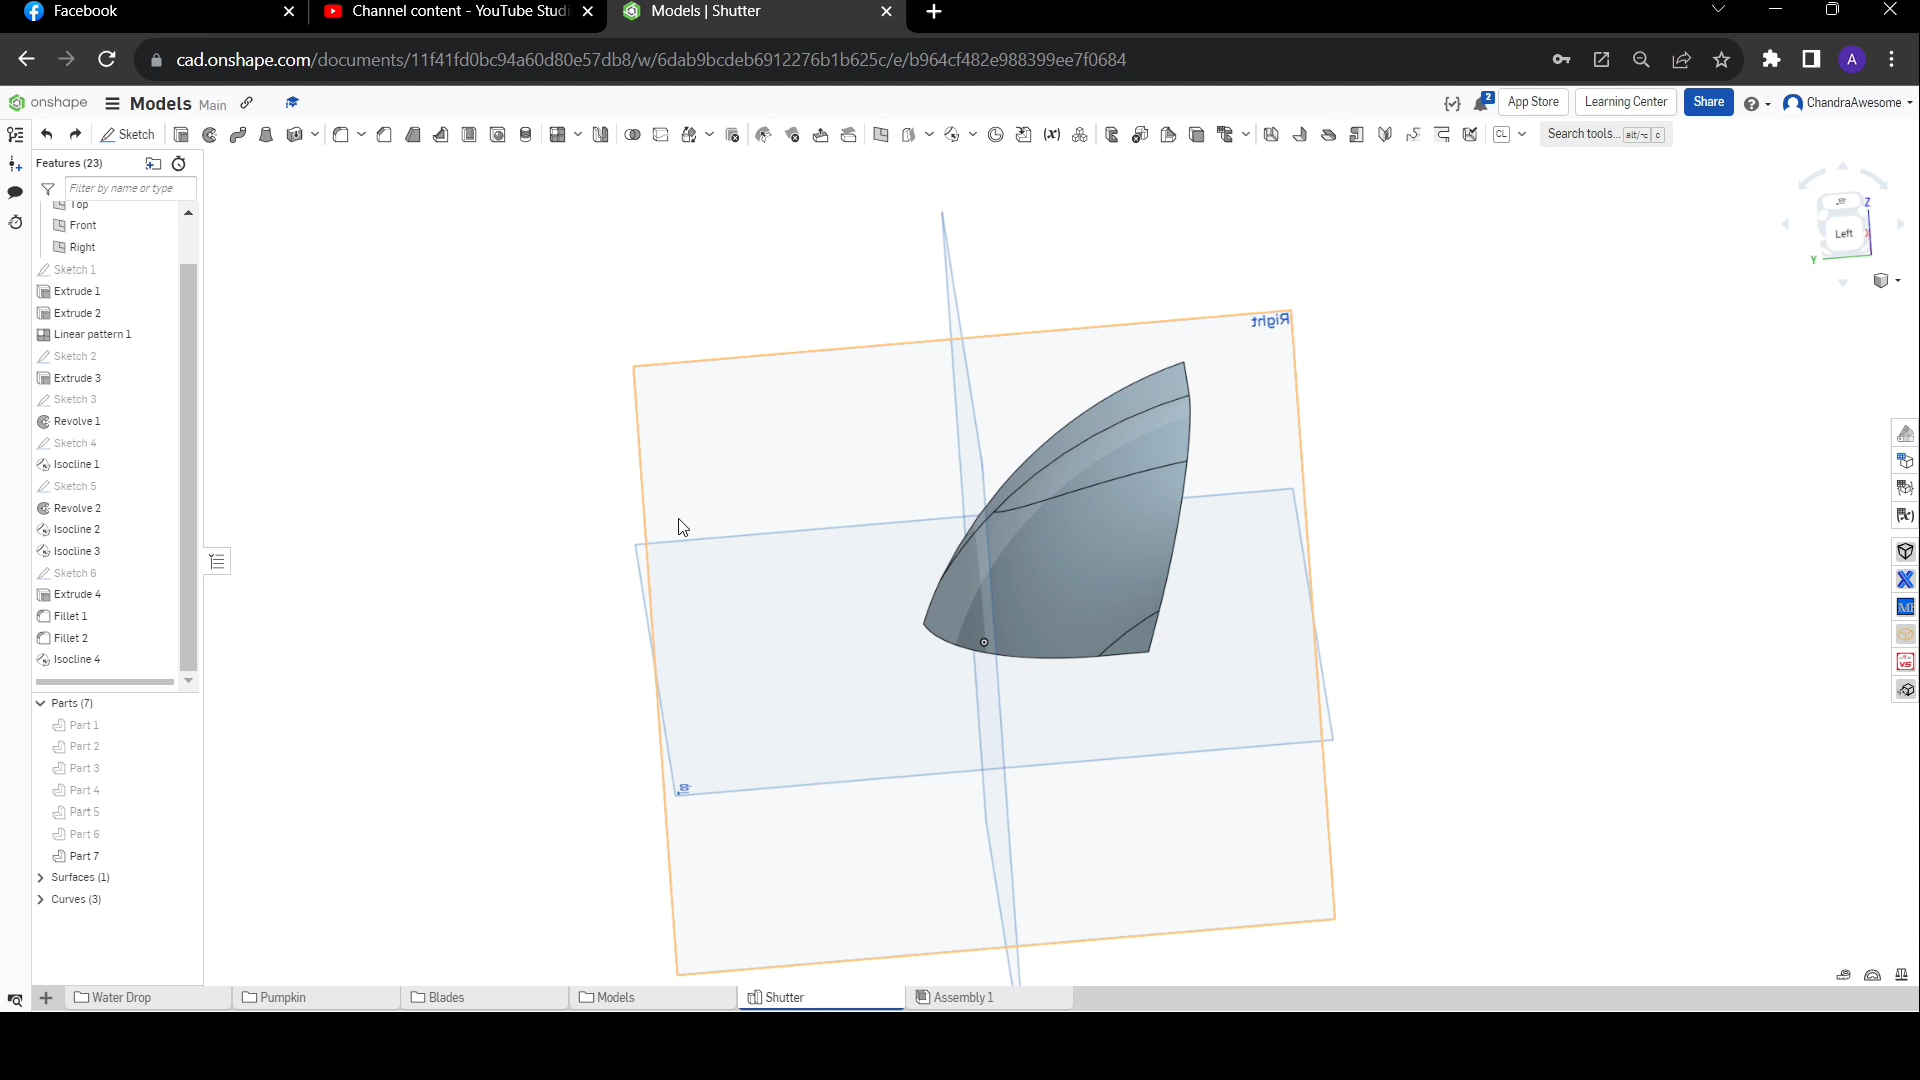 Facebook
Channel content - YouTube Studi
Models | Shutter
cad.onshape.com/documents/11f41fd0bc94a60d80e57db8/w/6dab9bcdeb6912276b1b625c/e/b964cf482e988399ee7f0684
A
onshape
Models Main
2
App Store
Learning Center
Share
ChandraAwesome
Sketch
CL
Search tools... alt/⌥ c
Features (23)
Filter by name or type
Top
Front
Right
Sketch 1
Extrude 1
Extrude 2
Linear pattern 1
Sketch 2
Extrude 3
Sketch 3
Revolve 1
Sketch 4
Isocline 1
Sketch 5
Revolve 2
Isocline 2
Isocline 3
Sketch 6
Extrude 4
Fillet 1
Fillet 2
Isocline 4
Parts (7)
Part 1
Part 2
Part 3
Part 4
Part 5
Part 6
Part 7
Surfaces (1)
Curves (3)
Right
Z
Left
X
Y
VS
Water Drop
Pumpkin
Blades
Models
Shutter
Assembly 1